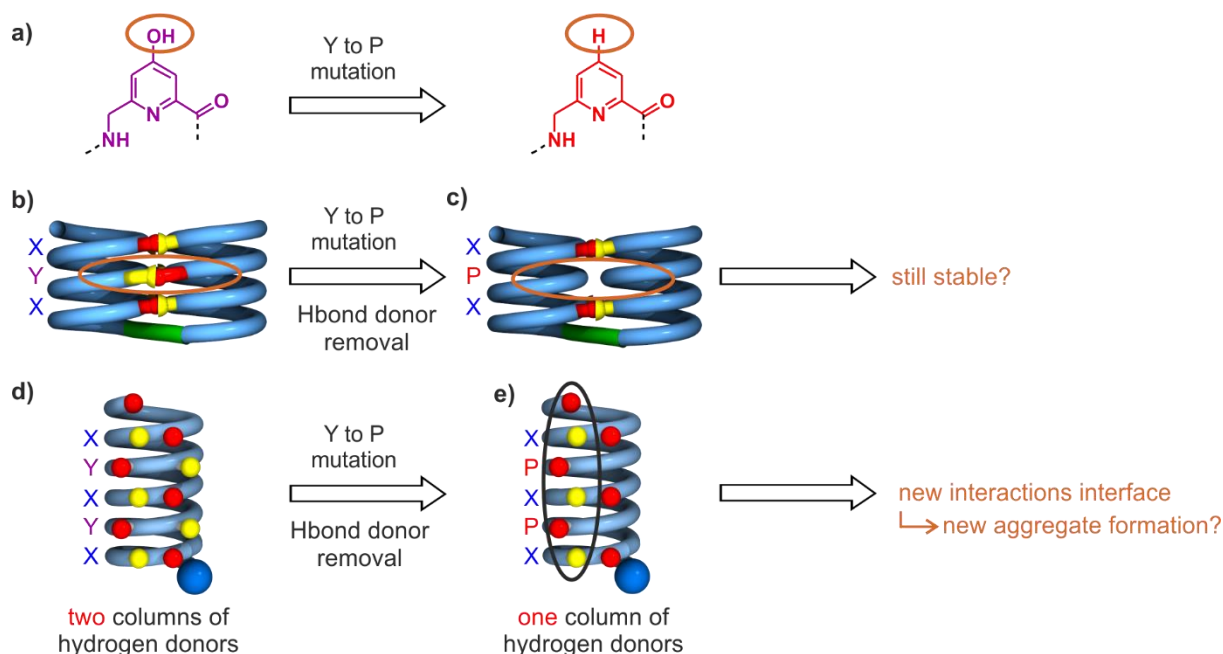 a)
OH
N
O
NH
Y to P
mutation
H
N
O
NH
b)
X
Y
X
Y to P
mutation
Hbond donor
removal
c)
X
P
X
still stable?
d)
X
Y
X
Y
X
two columns of
hydrogen donors
Y to P
mutation
Hbond donor
removal
e)
X
P
X
P
X
one column of
hydrogen donors
new interactions interface
new aggregate formation?